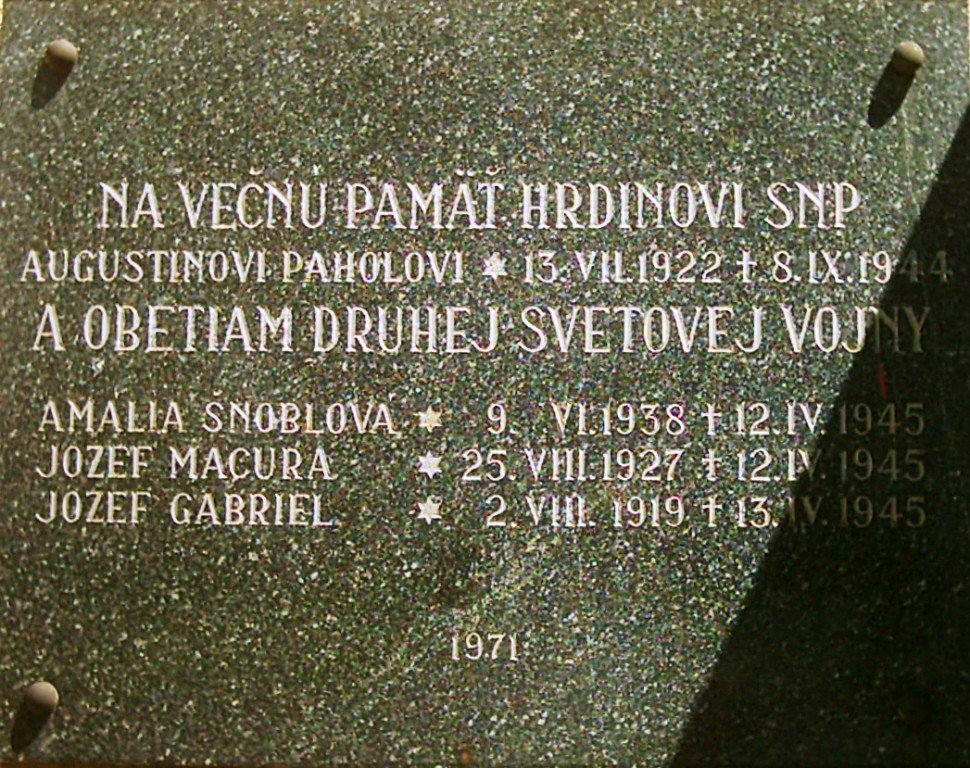 NA VEČNÚ PAMÄŤ HRDINOVI SNP
AUGUSTINOVI PAHOLOVI * 13. VII. 1922 † 8. IX. 1944
A OBETIAM DRUHEJ SVETOVEJ VOJNY
AMÁLIA ŠNOBLOVÁ * 9. VI. 1938 † 12. IV. 1945
JOZEF MACURA * 25. VIII. 1927 † 12. IV. 1945
JOZEF GABRIEL * 2. VIII. 1919 † 13. IV. 1945
1971